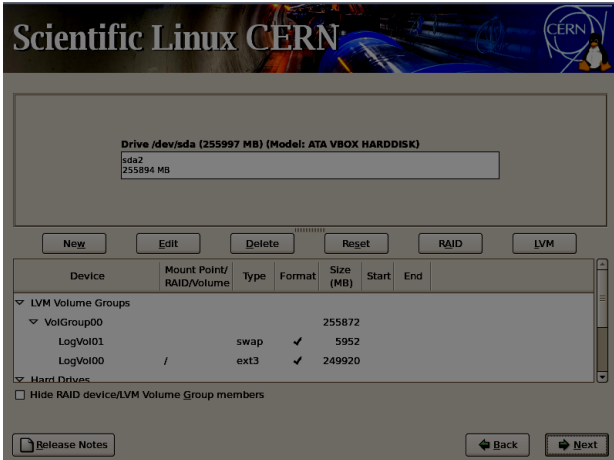 Scientific Linux CERN
CERN
Drive /dev/sda (255997 MB) (Model: ATA VBOX HARDDISK)
sda2
255894 MB
New Edit Delete Reset RAID LVM
Device Mount Point/ RAID/Volume Type Format Size (MB) Start End
LVM Volume Groups
VolGroup00 255872
LogVol01 swap ✔ 5952
LogVol00 / ext3 ✔ 249920
Hard Drives
Hide RAID device/LVM Volume Group members
Release Notes Back Next